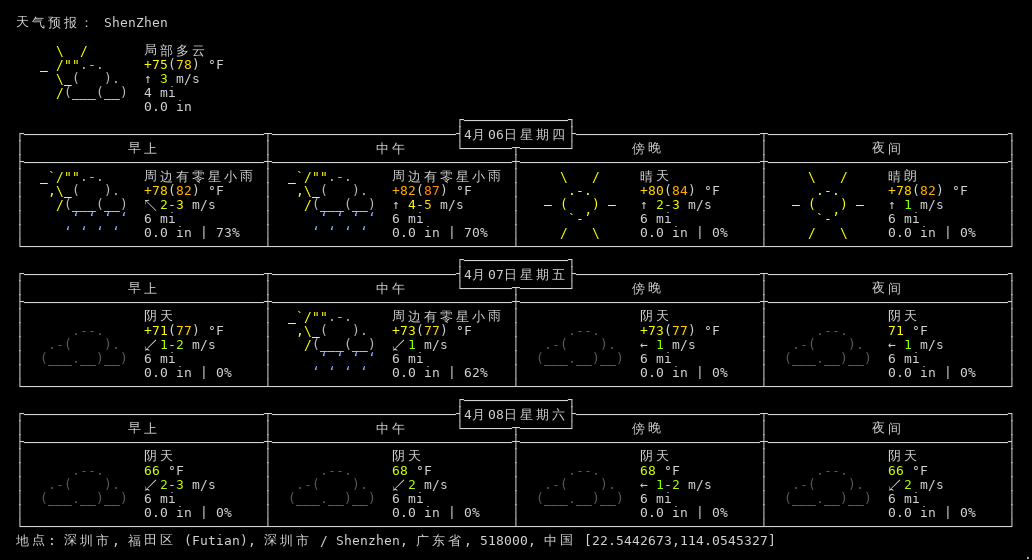 天气预报： ShenZhen
局部多云
+75(78) °F
↑ 3 m/s
4 mi
0.0 in
4月06日星期四
早上 中午 傍晚 夜间
周边有零星小雨 周边有零星小雨 晴天 晴朗
+78(82) °F +82(87) °F +80(84) °F +78(82) °F
↖ 2-3 m/s ↑ 4-5 m/s ↑ 2-3 m/s ↑ 1 m/s
6 mi 6 mi 6 mi 6 mi
0.0 in | 73% 0.0 in | 70% 0.0 in | 0% 0.0 in | 0%
4月07日星期五
早上 中午 傍晚 夜间
阴天 周边有零星小雨 阴天 阴天
+71(77) °F +73(77) °F +73(77) °F 71 °F
↙ 1-2 m/s ↙ 1 m/s ← 1 m/s ← 1 m/s
6 mi 6 mi 6 mi 6 mi
0.0 in | 0% 0.0 in | 62% 0.0 in | 0% 0.0 in | 0%
4月08日星期六
早上 中午 傍晚 夜间
阴天 阴天 阴天 阴天
66 °F 68 °F 68 °F 66 °F
↙ 2-3 m/s ↙ 2 m/s ← 1-2 m/s ↙ 2 m/s
6 mi 6 mi 6 mi 6 mi
0.0 in | 0% 0.0 in | 0% 0.0 in | 0% 0.0 in | 0%
地点: 深圳市, 福田区 (Futian), 深圳市 / Shenzhen, 广东省, 518000, 中国 [22.5442673,114.0545327]